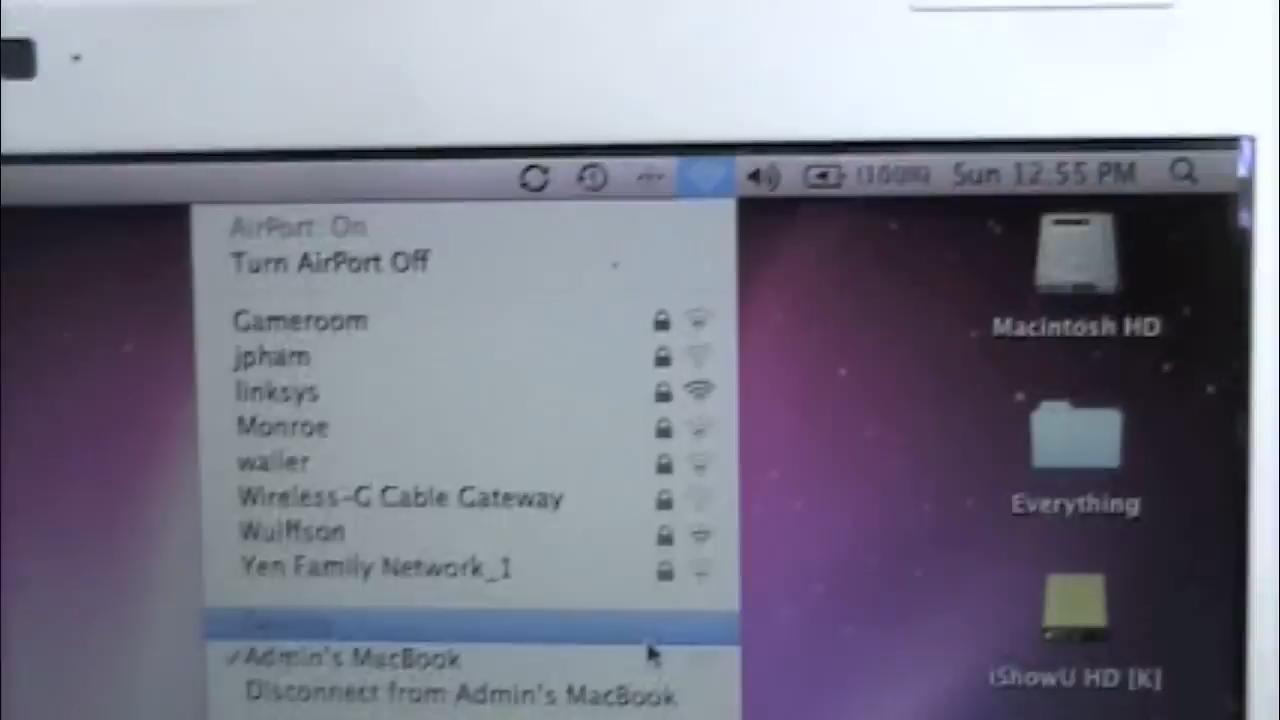 (100%) Sun 12:55 PM
AirPort: On
Turn AirPort Off
Gameroom
jpham
linksys
Monroe
waller
Wireless-G Cable Gateway
Wulffson
Yen Family Network_1
✓Admin's MacBook
Disconnect from Admin's MacBook
Macintosh HD
Everything
iShowU HD [K]